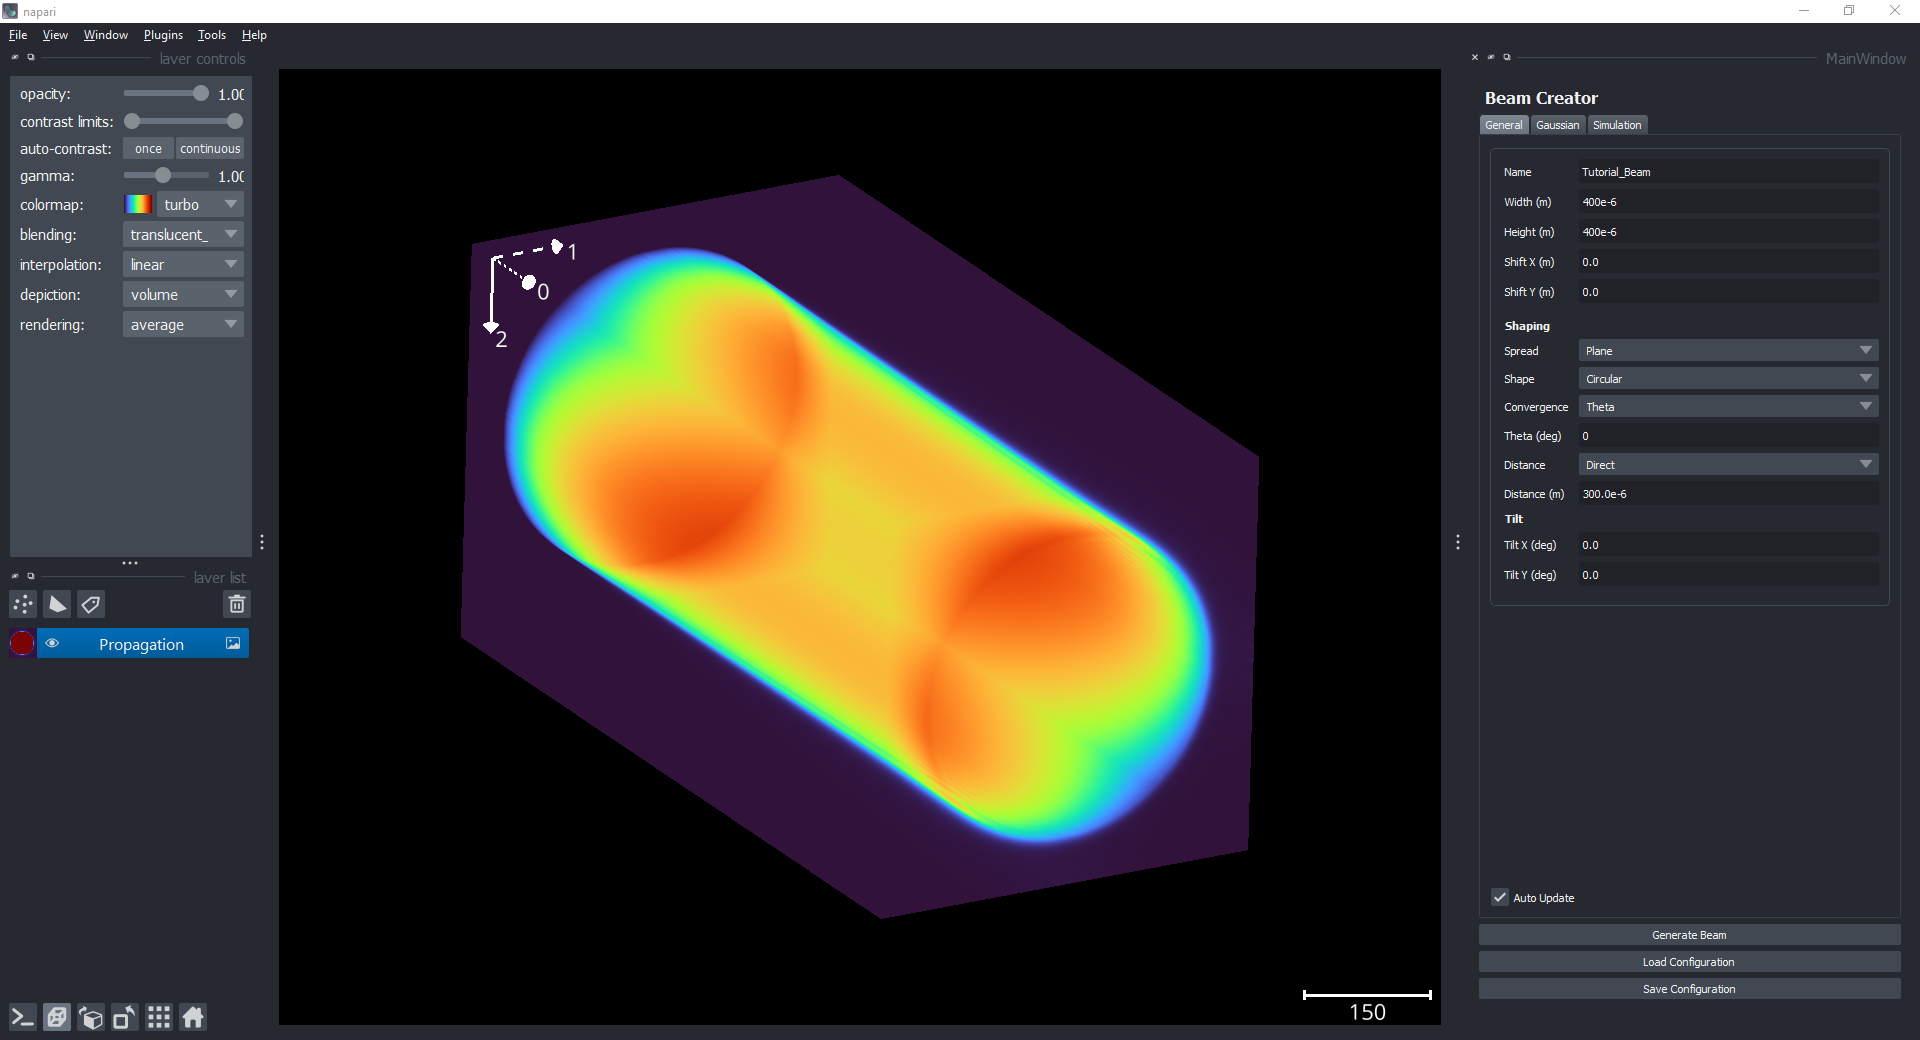 napari
File View Window Plugins Tools Help
layer controls
opacity: 1.00
contrast limits:
auto-contrast: once continuous
gamma: 1.00
colormap: turbo
blending: translucent_
interpolation: linear
depiction: volume
rendering: average
layer list
Propagation
1
0
2
150
MainWindow
Beam Creator
General Gaussian Simulation
Name Tutorial_Beam
Width (m) 400e-6
Height (m) 400e-6
Shift X (m) 0.0
Shift Y (m) 0.0
Shaping
Spread Plane
Shape Circular
Convergence Theta
Theta (deg) 0
Distance Direct
Distance (m) 300.0e-6
Tilt
Tilt X (deg) 0.0
Tilt Y (deg) 0.0
Auto Update
Generate Beam
Load Configuration
Save Configuration